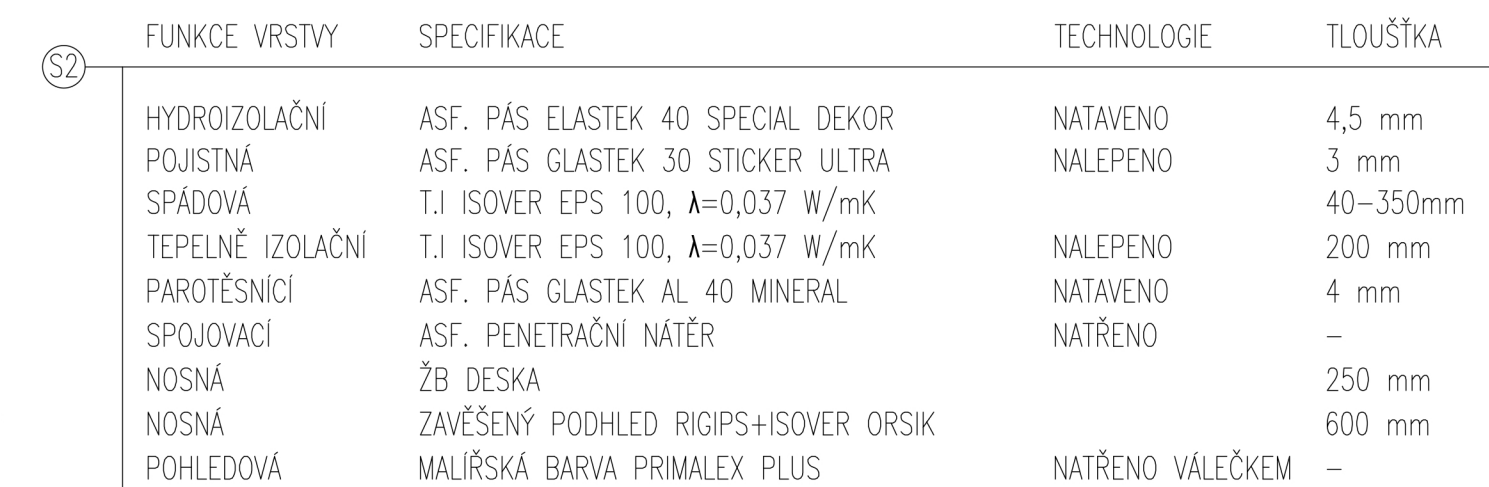 FUNKCE VRSTVY SPECIFIKACE TECHNOLOGIE TLOUŠŤKA
S2
HYDROIZOLAČNÍ ASF. PÁS ELASTEK 40 SPECIAL DEKOR NATAVENO 4,5 mm
POJISTNÁ ASF. PÁS GLASTEK 30 STICKER ULTRA NALEPENO 3 mm
SPÁDOVÁ T.I ISOVER EPS 100, λ=0,037 W/mK 40-350mm
TEPELNĚ IZOLAČNÍ T.I ISOVER EPS 100, λ=0,037 W/mK NALEPENO 200 mm
PAROTĚSNÍCÍ ASF. PÁS GLASTEK AL 40 MINERAL NATAVENO 4 mm
SPOJOVACÍ ASF. PENETRAČNÍ NÁTĚR NATŘENO –
NOSNÁ ŽB DESKA 250 mm
NOSNÁ ZAVĚŠENÝ PODHLED RIGIPS+ISOVER ORSIK 600 mm
POHLEDOVÁ MALÍŘSKÁ BARVA PRIMALEX PLUS NATŘENO VÁLEČKEM –